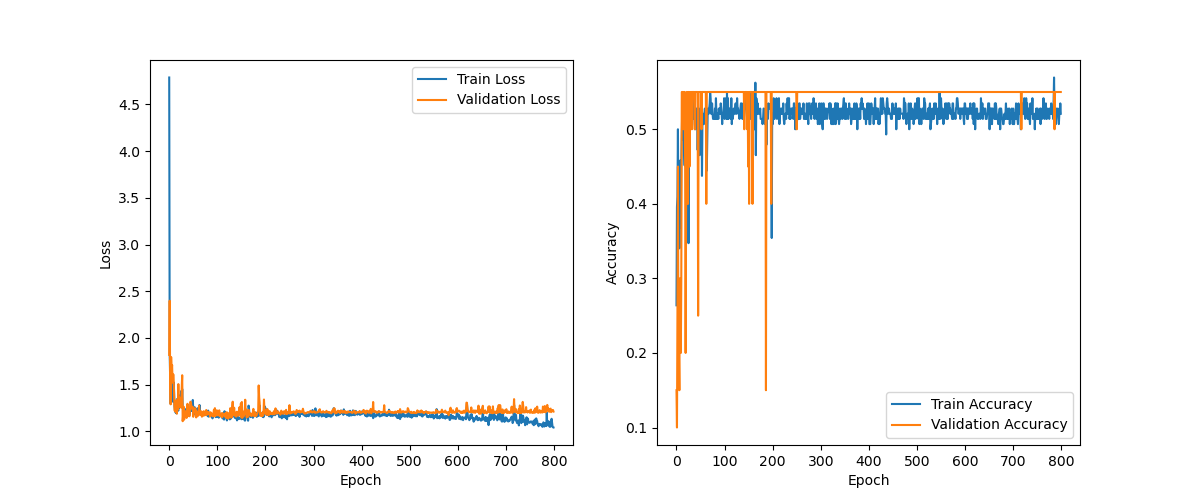 Train Loss
Validation Loss
4.5
4.0
3.5
3.0
2.5
2.0
1.5
1.0
Loss
0 100 200 300 400 500 600 700 800
Epoch
0.5
0.4
0.3
0.2
0.1
Accuracy
Train Accuracy
Validation Accuracy
0 100 200 300 400 500 600 700 800
Epoch